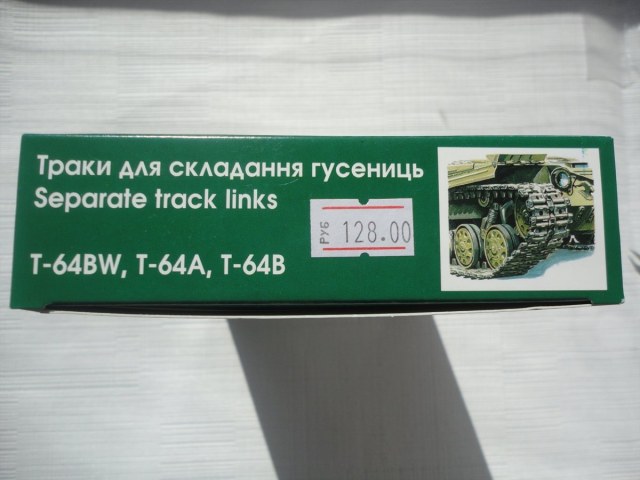 Траки для складання гусениць
Separate track links
РУБ 128.00
T-64BW, T-64A, T-64B